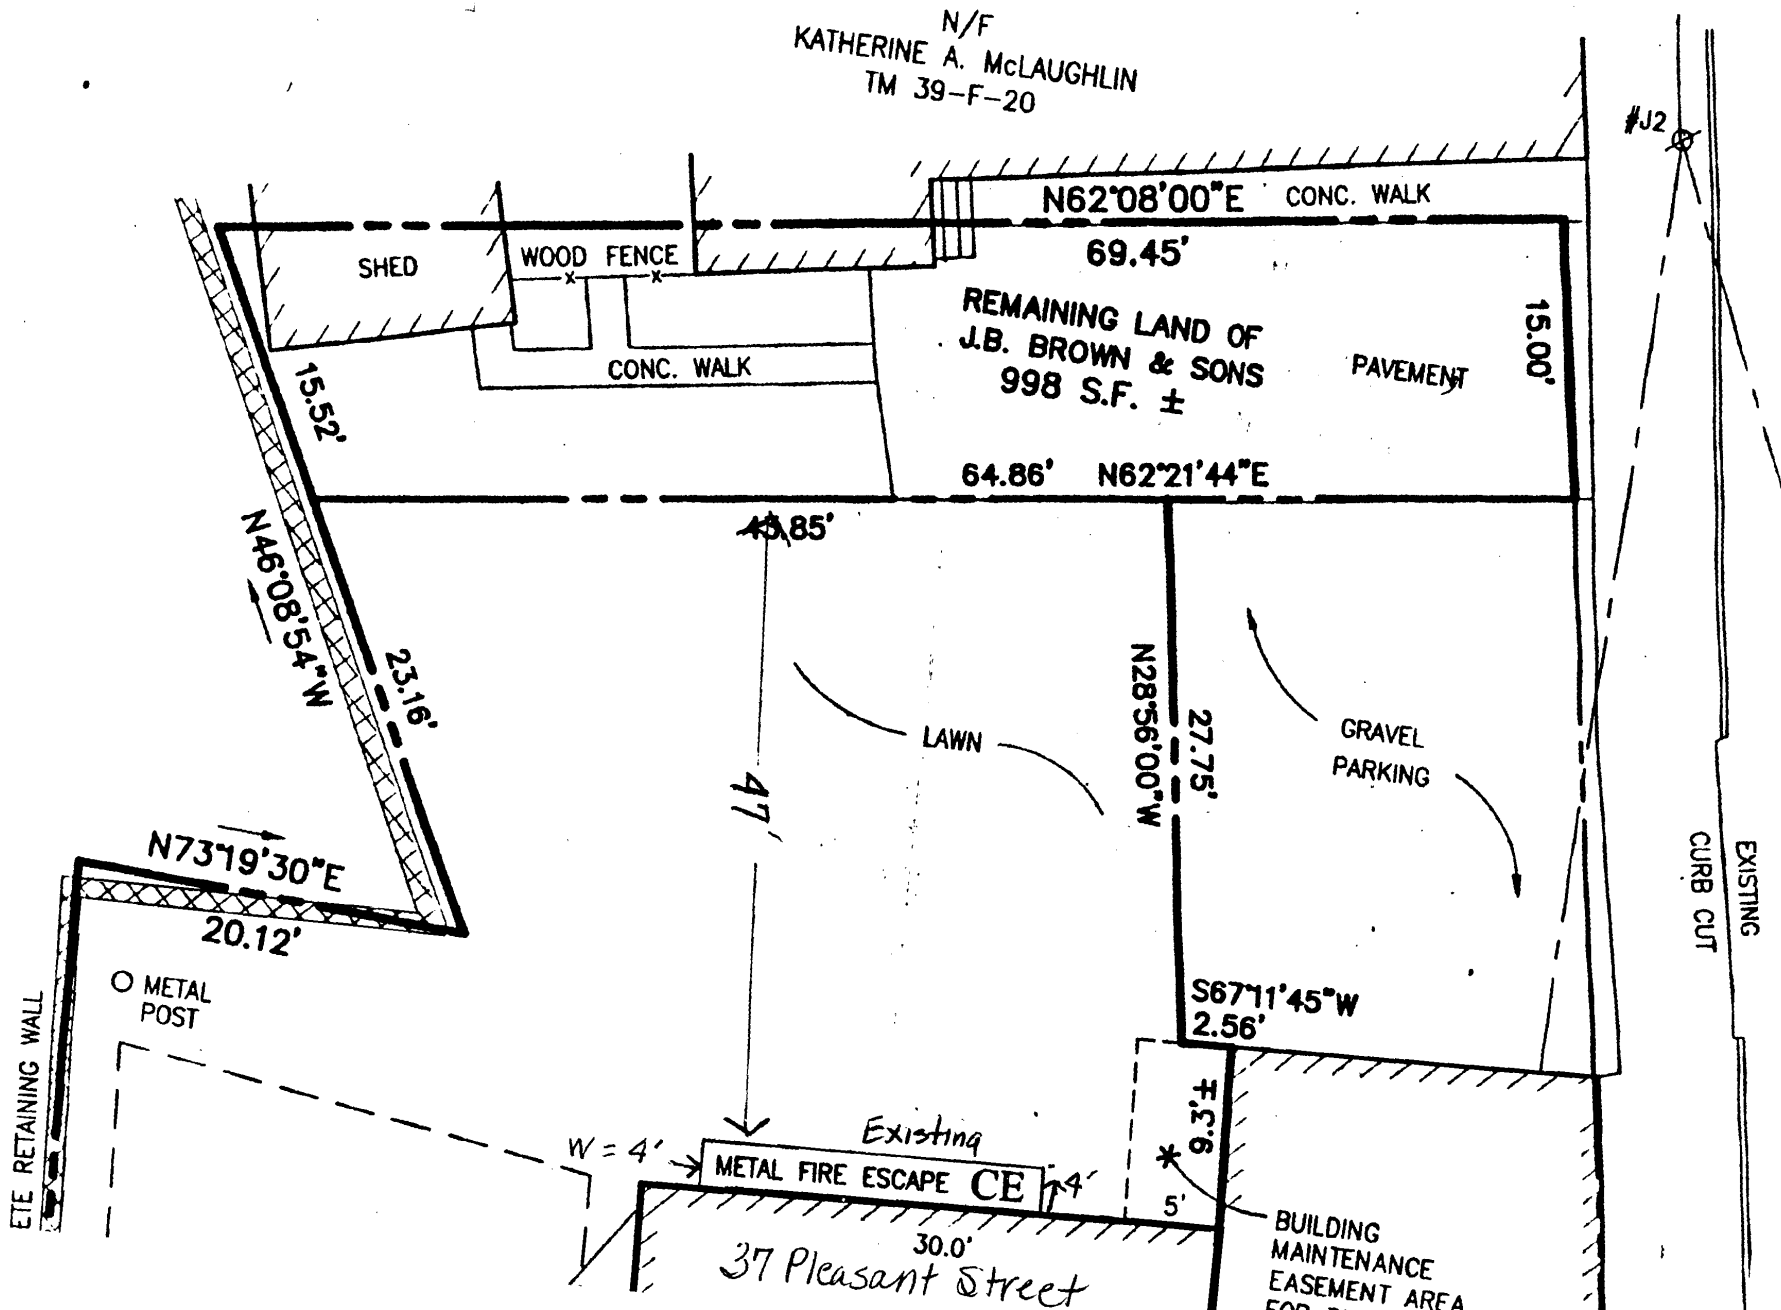 N/F
KATHERINE A. McLAUGHLIN
TM 39-F-20
#J2
N62°08'00"E CONC. WALK
69.45'
SHED
WOOD FENCE
REMAINING LAND OF
J.B. BROWN & SONS
998 S.F. ±
PAVEMENT
15.00'
CONC. WALK
15.52'
64.86' N62°21'44"E
43.85'
N46°08'54"W
23.16'
47'
LAWN
N28°56'00"W
27.75'
GRAVEL
PARKING
EXISTING
CURB CUT
N73°19'30"E
20.12'
METAL
POST
ETE RETAINING WALL
S67°11'45"W
2.56'
6.3'±
W = 4'
Existing
METAL FIRE ESCAPE CE
4'
5'
30.0'
37 Pleasant Street
BUILDING
MAINTENANCE
EASEMENT AREA